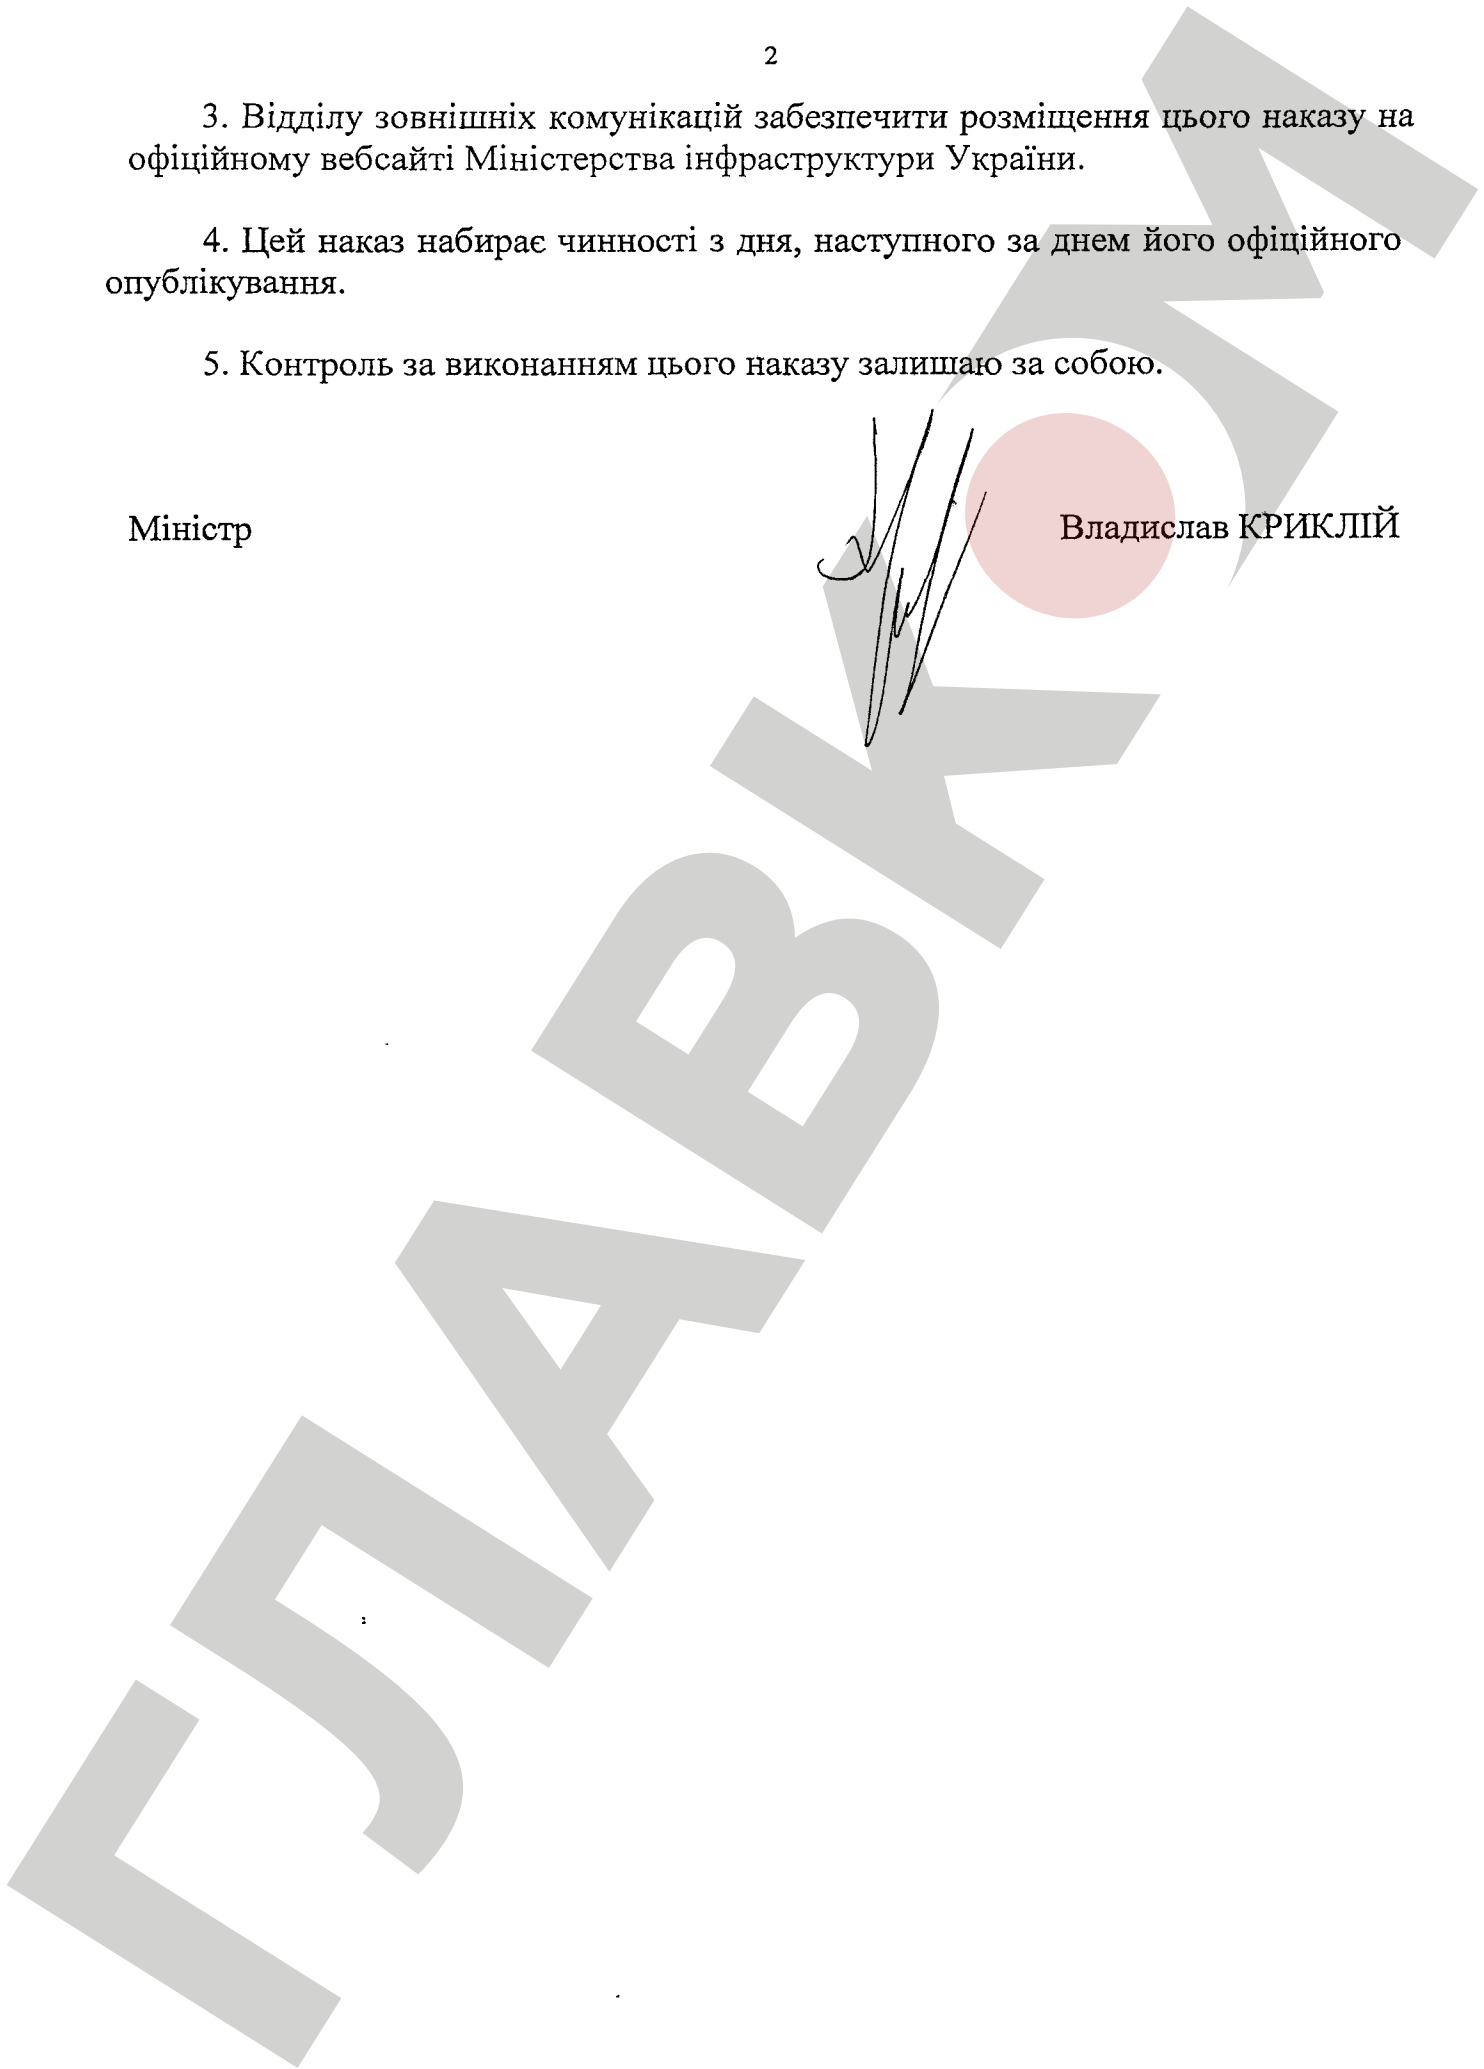 2
3. Відділу зовнішніх комунікацій забезпечити розміщення цього наказу на
офіційному вебсайті Міністерства інфраструктури України.
4. Цей наказ набирає чинності з дня, наступного за днем його офіційного
опублікування.
5. Контроль за виконанням цього наказу залишаю за собою.
Міністр
Владислав КРИКЛІЙ
ГЛАВКОМ